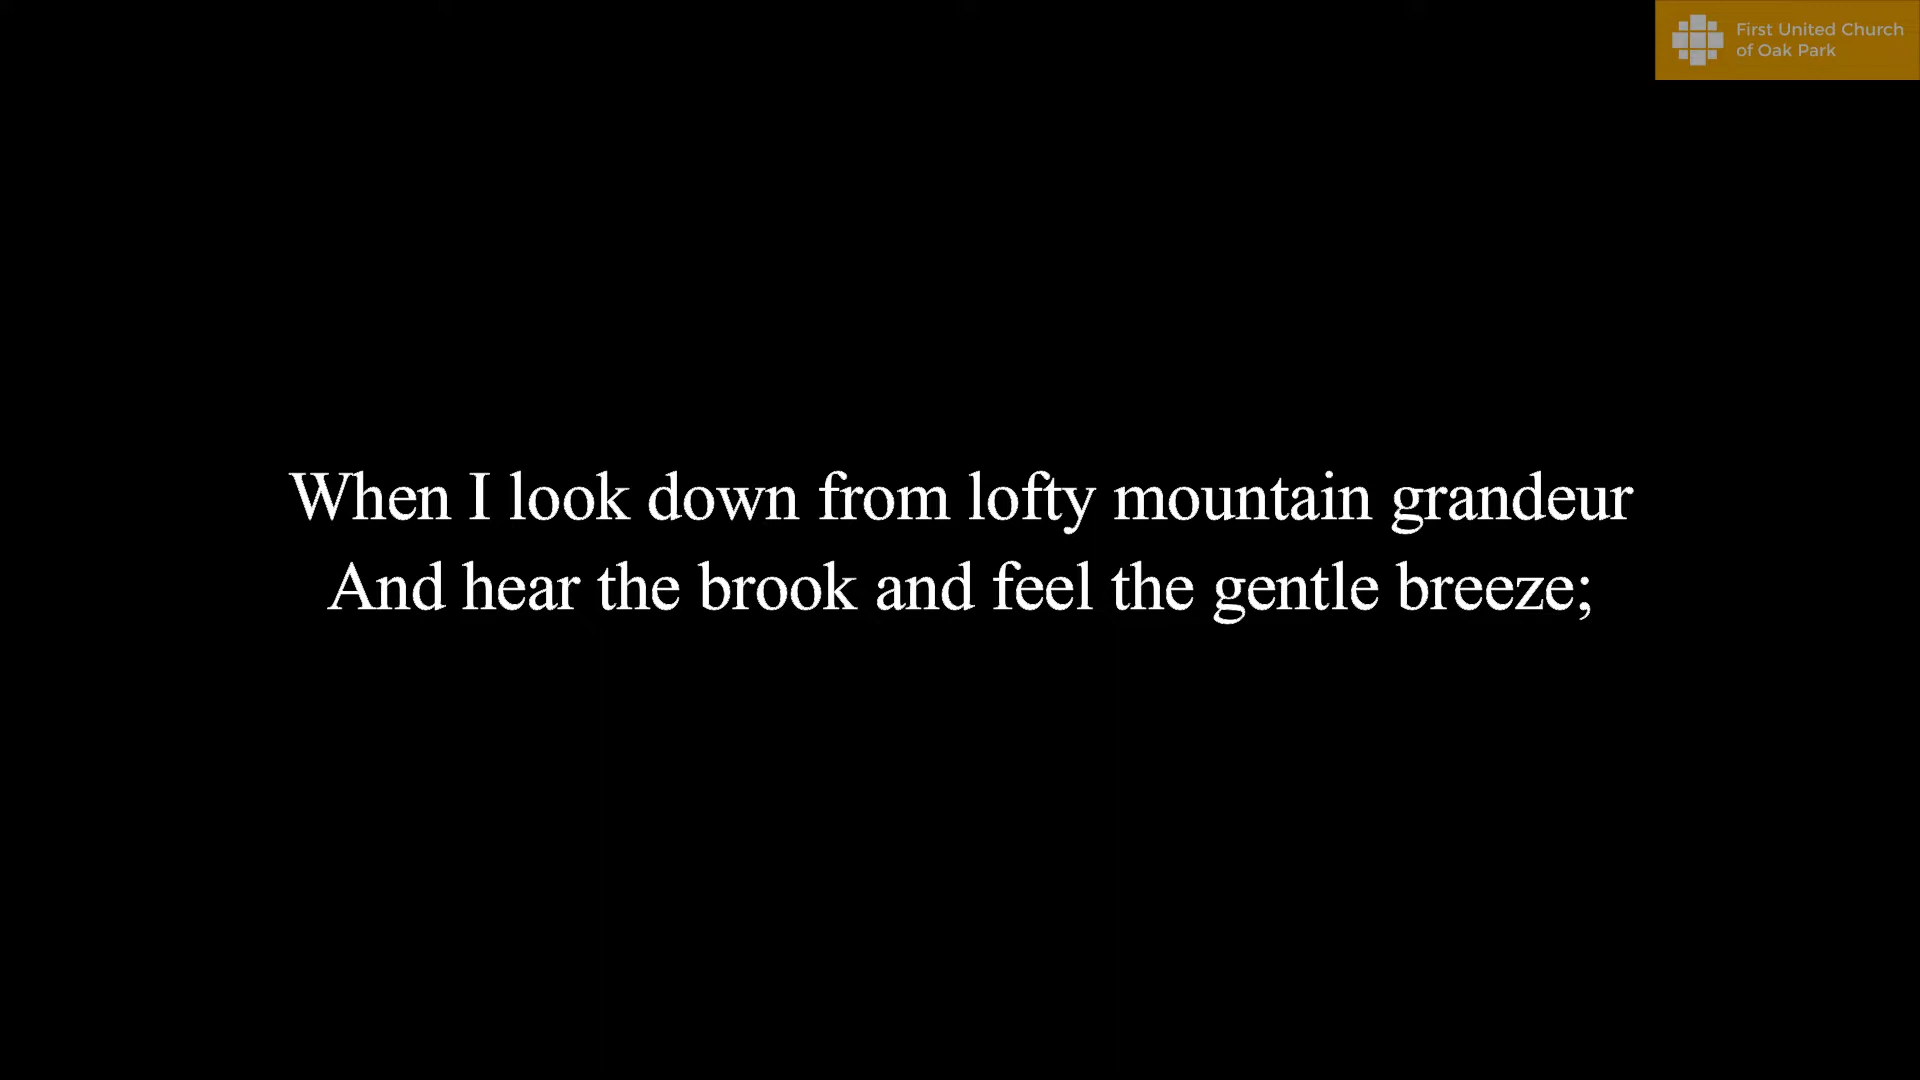 First United Church
of Oak Park
When I look down from lofty mountain grandeur
And hear the brook and feel the gentle breeze;